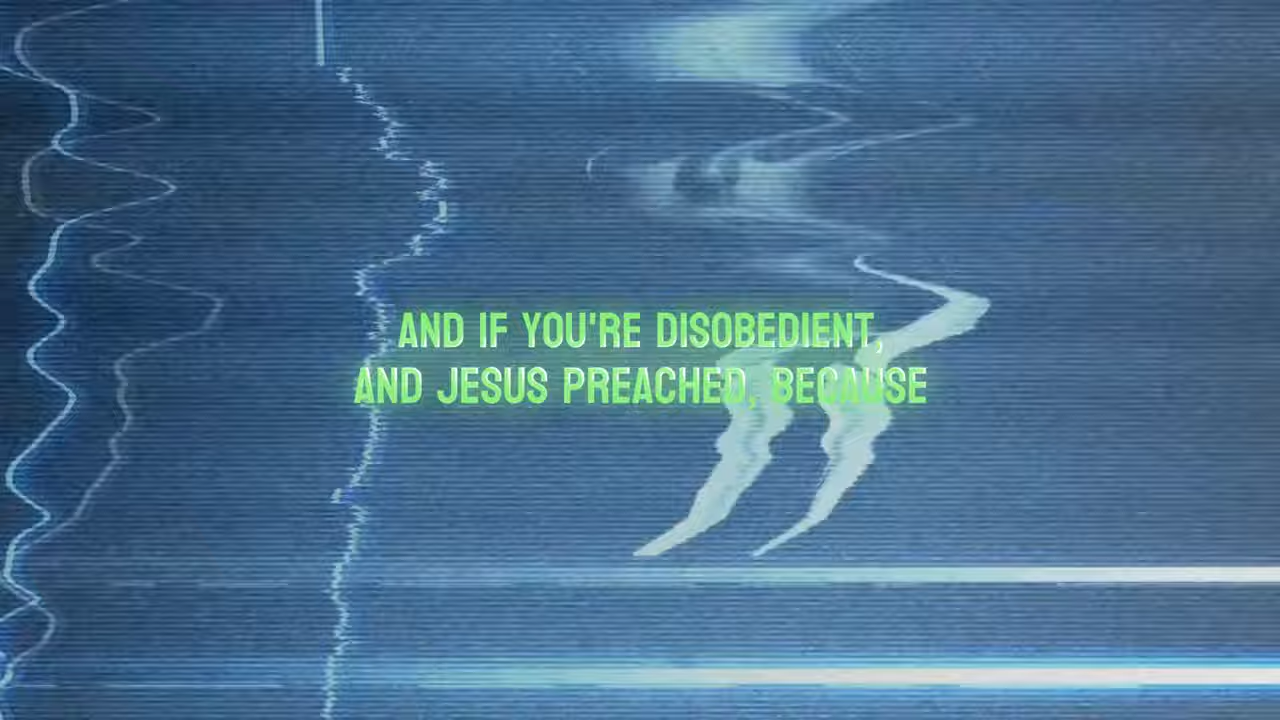 AND IF YOU'RE DISOBEDIENT,
AND JESUS PREACHED, BECAUSE